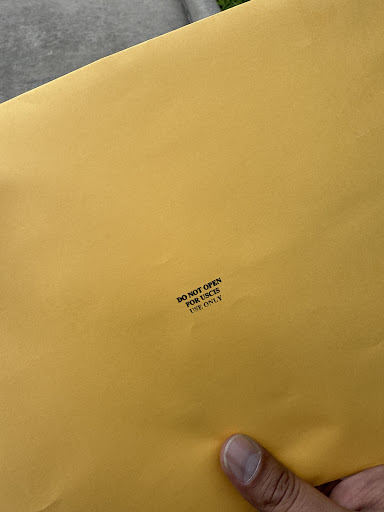 DO NOT OPEN
FOR USCIS
USE ONLY